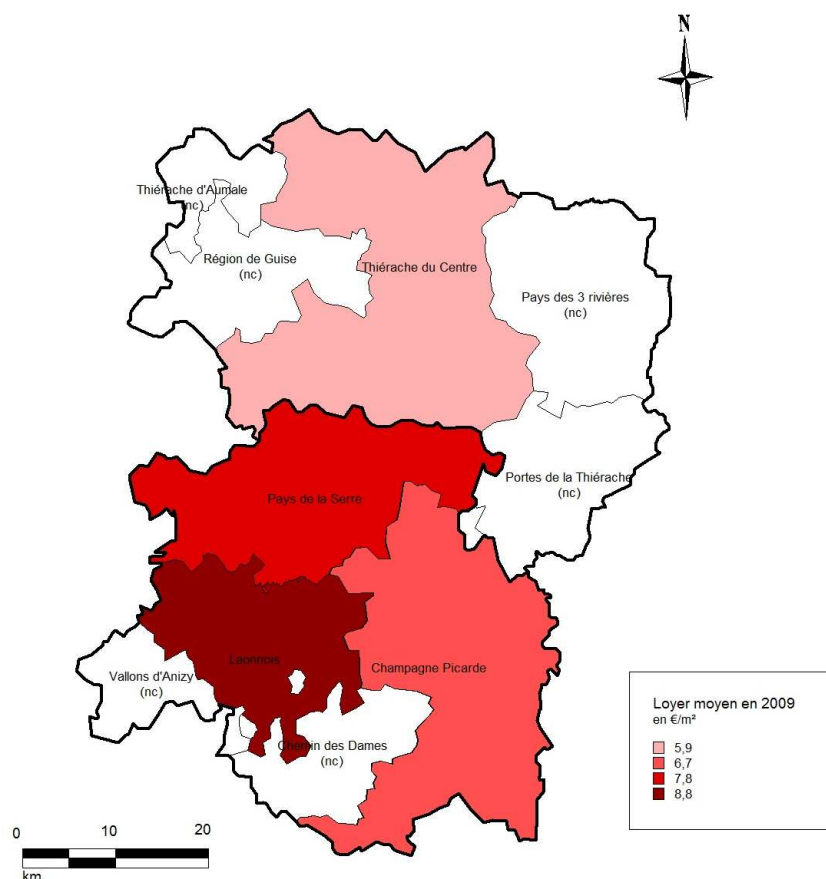 N
Thiérache d'Aumale
(nc)
Région de Guise
(nc)
Thiérache du Centre
Pays des 3 rivières
(nc)
Pays de la Serre
Portes de la Thiérache
(nc)
Laonnois
Champagne Picarde
Vallons d'Anizy
(nc)
Chemin des Dames
(nc)
Loyer moyen en 2009
en €/m²
5,9
6,7
7,8
8,8
0 10 20
km